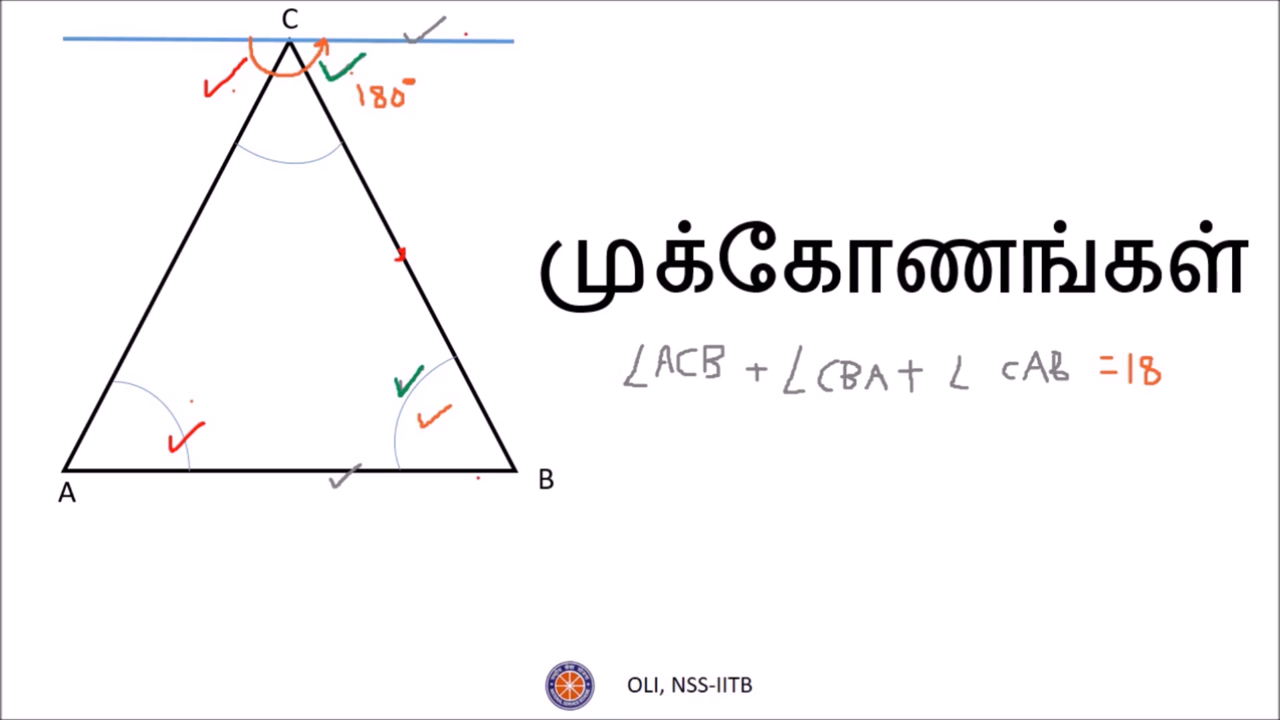 C
180°
முக்கோணங்கள்
∠ACB + ∠CBA + ∠ CAB = 18
A
B
OLI, NSS-IITB